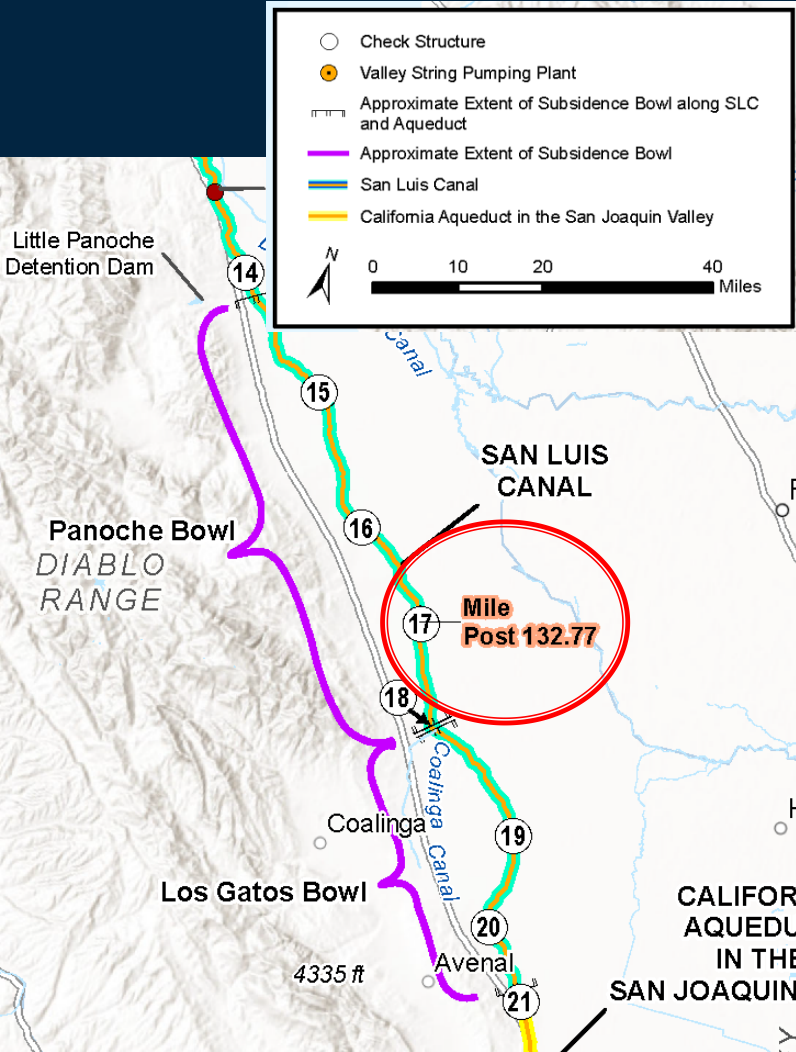 Check Structure
Valley String Pumping Plant
Approximate Extent of Subsidence Bowl along SLC
and Aqueduct
Approximate Extent of Subsidence Bowl
San Luis Canal
California Aqueduct in the San Joaquin Valley
N
0 10 20 40
Miles
Little Panoche
Detention Dam
14
Canal
15
SAN LUIS
CANAL
16
Panoche Bowl
DIABLO
RANGE
17
Mile
Post 132.77
18
Coalinga Canal
Coalinga
19
Los Gatos Bowl
20
CALIFOR
AQUEDU
IN THE
SAN JOAQUIN
Avenal
4335 ft
21